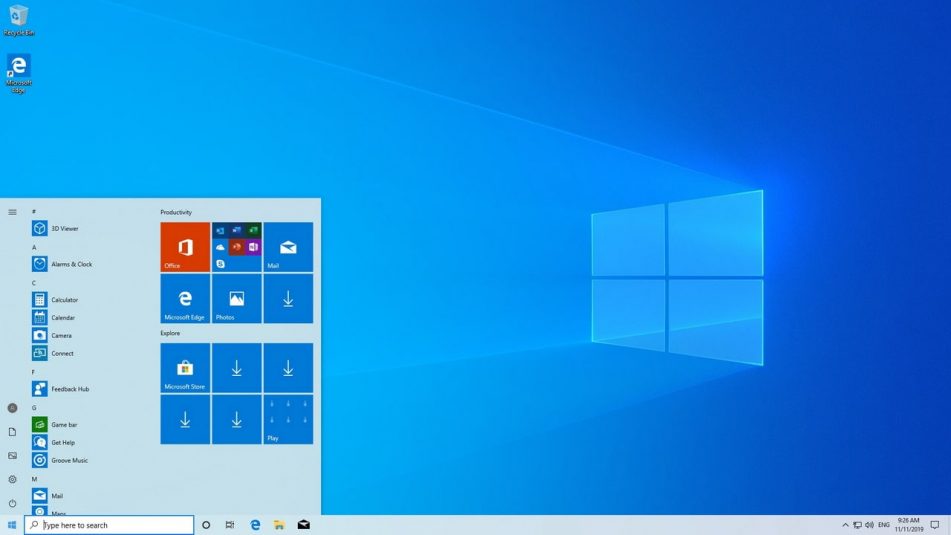 Recycle Bin
Microsoft
Edge
#
3D Viewer
A
Alarms & Clock
C
Calculator
Calendar
Camera
Connect
F
Feedback Hub
G
Game bar
Get Help
Groove Music
M
Mail
Maps
Productivity
Office
Mail
Microsoft Edge
Photos
Explore
Microsoft Store
Play
Type here to search
ENG
9:26 AM
11/11/2019